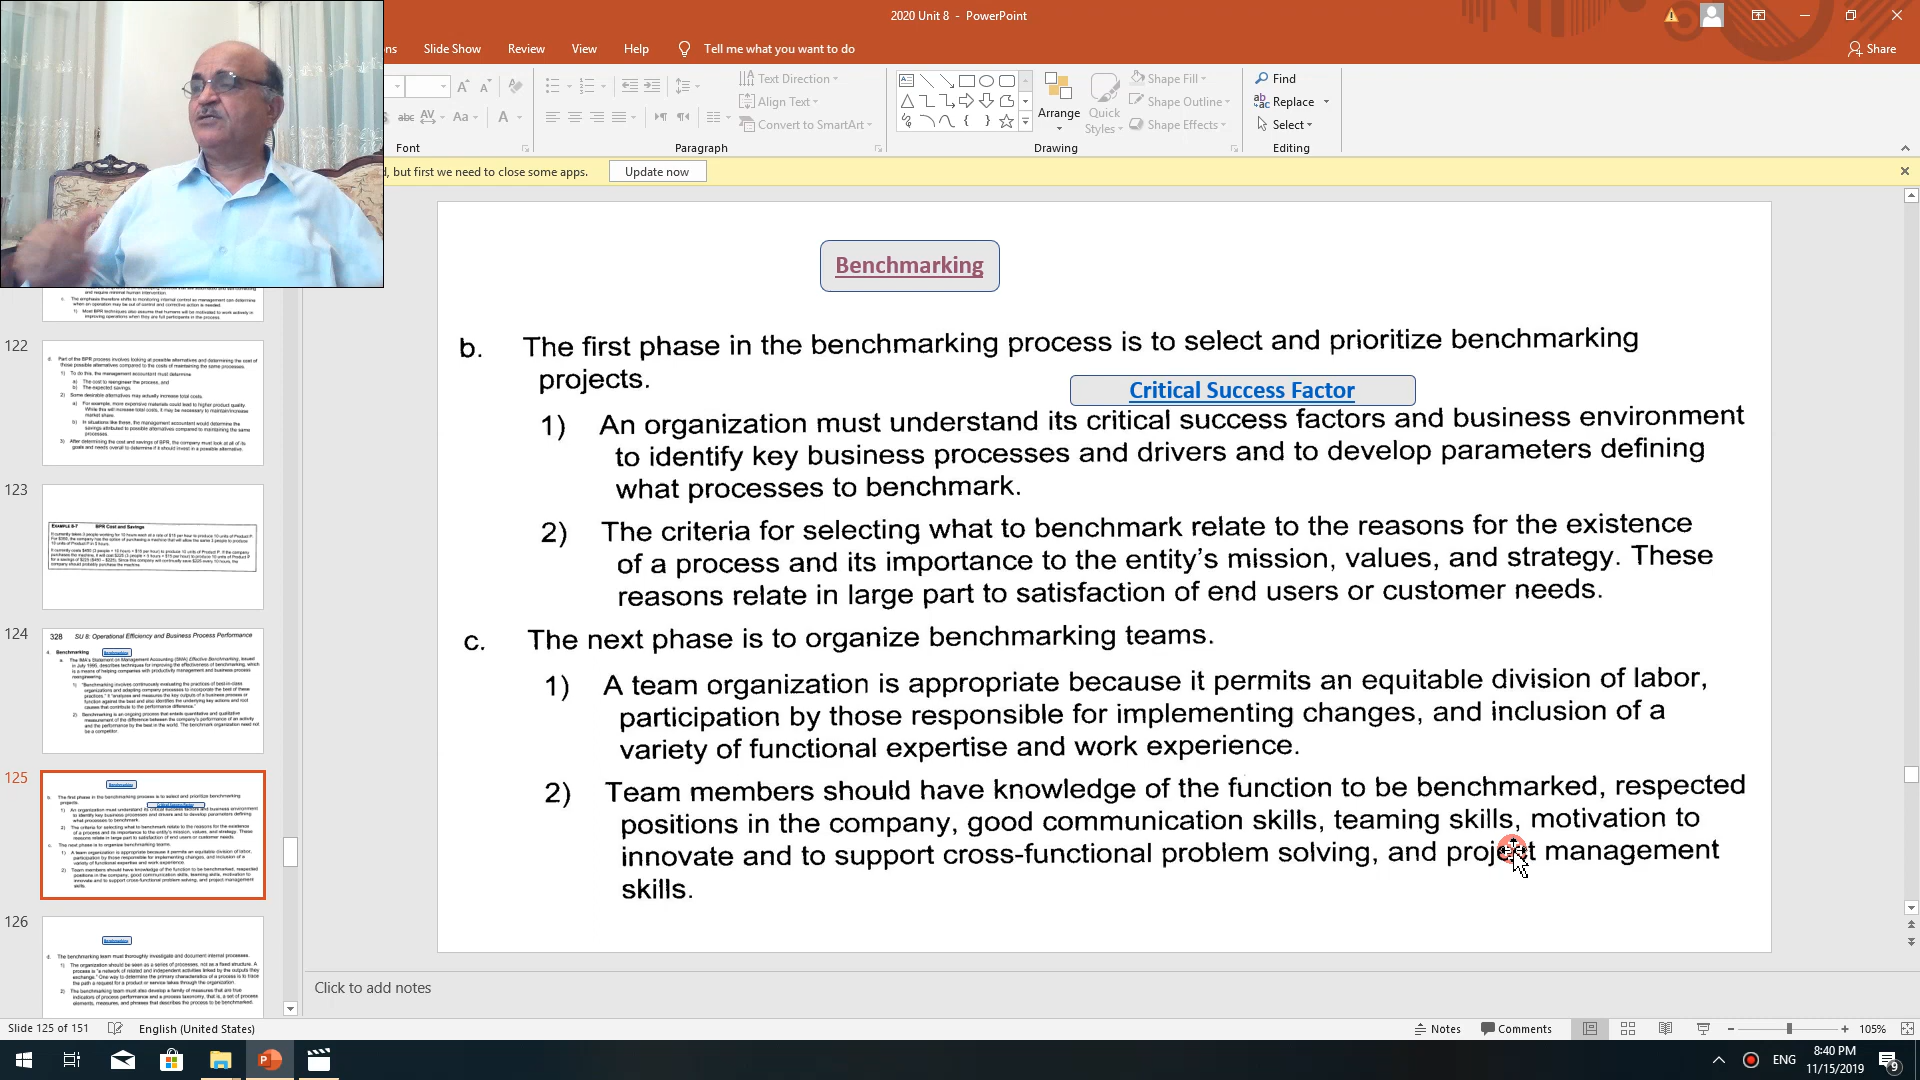 2020 Unit 8 - PowerPoint
ons Slide Show Review View Help Tell me what you want to do
Share
Text Direction
Align Text
Convert to SmartArt
Arrange
Quick Styles
Shape Fill
Shape Outline
Shape Effects
Find
Replace
Select
Font Paragraph Drawing Editing
d, but first we need to close some apps. Update now
Benchmarking
b. The first phase in the benchmarking process is to select and prioritize benchmarking
projects.
Critical Success Factor
1) An organization must understand its critical success factors and business environment
to identify key business processes and drivers and to develop parameters defining
what processes to benchmark.
2) The criteria for selecting what to benchmark relate to the reasons for the existence
of a process and its importance to the entity's mission, values, and strategy. These
reasons relate in large part to satisfaction of end users or customer needs.
c. The next phase is to organize benchmarking teams.
1) A team organization is appropriate because it permits an equitable division of labor,
participation by those responsible for implementing changes, and inclusion of a
variety of functional expertise and work experience.
2) Team members should have knowledge of the function to be benchmarked, respected
positions in the company, good communication skills, teaming skills, motivation to
innovate and to support cross-functional problem solving, and project management
skills.
122
123
124
328 SU 8: Operational Efficiency and Business Process Performance
125
126
Click to add notes
Slide 125 of 151 English (United States) Notes Comments 105%
ENG 8:40 PM
11/15/2019
9